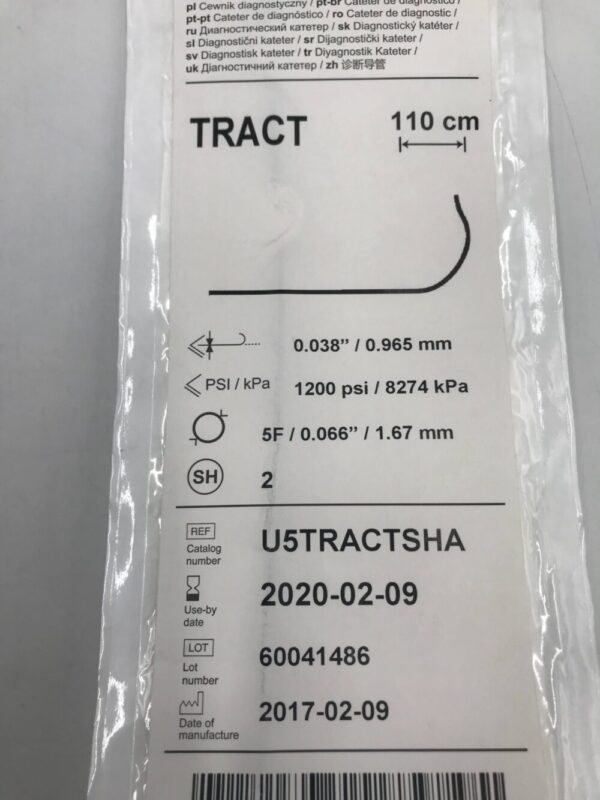 pl Cewnik diagnostyczny / pt-br Cateter de diagnóstico /
pt-pt Cateter de diagnóstico / ro Cateter de diagnostic /
ru Диагностический катетер / sk Diagnostický katéter /
sl Diagnostični kateter / sr Dijagnostički kateter /
sv Diagnostisk kateter / tr Diyagnostik Kateter /
uk Діагностичний катетер / zh 诊断导管
TRACT
110 cm
0.038” / 0.965 mm
PSI / kPa 1200 psi / 8274 kPa
5F / 0.066” / 1.67 mm
SH 2
REF
Catalog
number
U5TRACTSHA
Use-by
date
2020-02-09
LOT
Lot
number
60041486
Date of
manufacture
2017-02-09